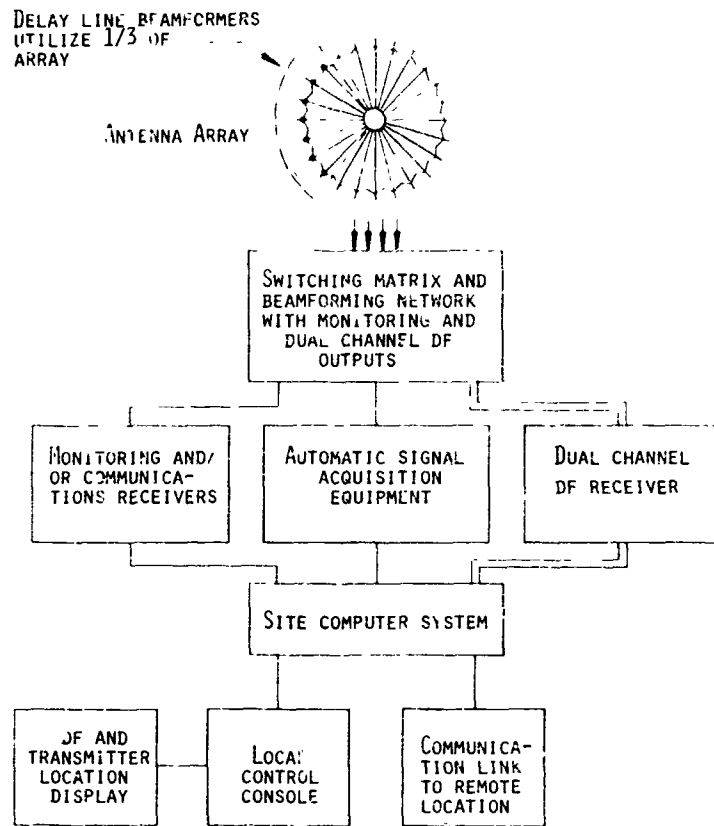 DELAY LINE BEAMFORMERS
UTILIZE 1/3 OF
ARRAY
ANTENNA ARRAY
SWITCHING MATRIX AND
BEAMFORMING NETWORK
WITH MONITORING AND
DUAL CHANNEL DF
OUTPUTS
MONITORING AND/
OR COMMUNICA-
TIONS RECEIVERS
AUTOMATIC SIGNAL
ACQUISITION
EQUIPMENT
DUAL CHANNEL
DF RECEIVER
SITE COMPUTER SYSTEM
DF AND
TRANSMITTER
LOCATION
DISPLAY
LOCAL
CONTROL
CONSOLE
COMMUNICA-
TION LINK
TO REMOTE
LOCATION